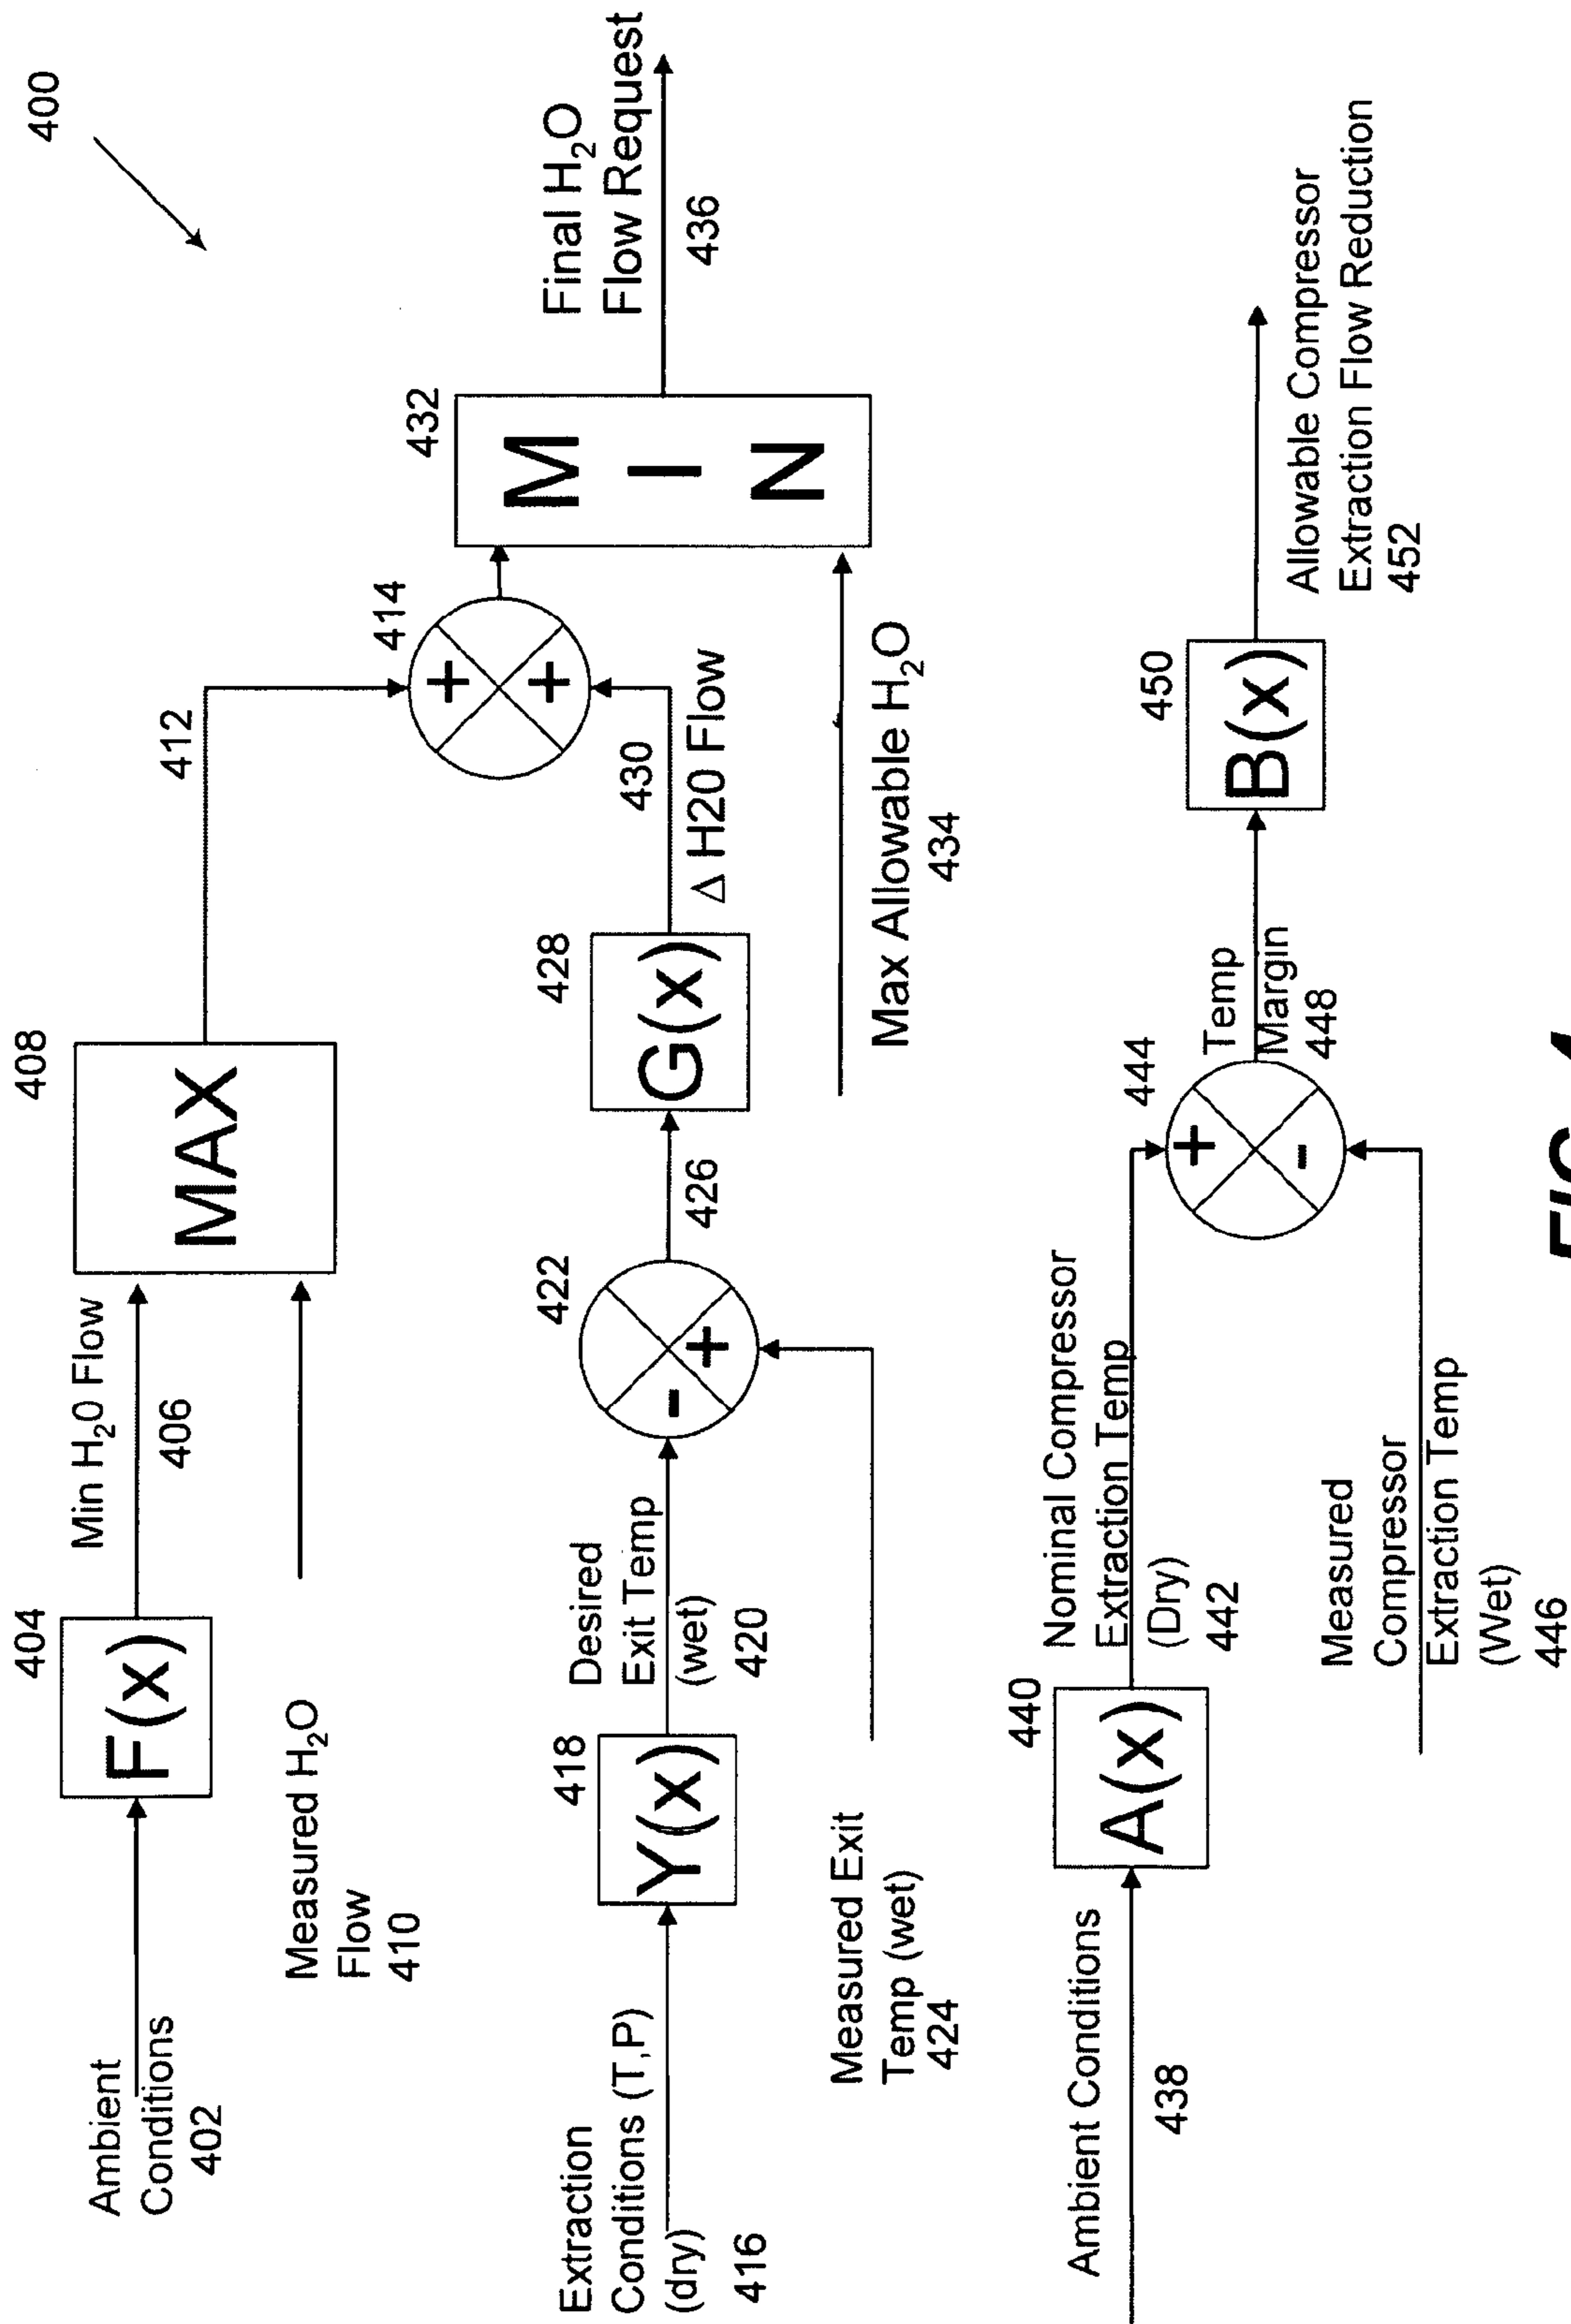 400
Ambient
Conditions
402
404
F(x)
Min H₂0 Flow
406
Measured H₂O
Flow
410
408
MAX
412
414
+
+
Extraction
Conditions (T,P)
(dry)
416
418
Y(x)
Desired
Exit Temp
(wet)
420
422
-
+
Measured Exit
Temp (wet)
424
426
428
G(x)
430
Δ H20 Flow
Max Allowable H₂O
434
432
M
I
N
Final H₂O
Flow Request
436
Ambient Conditions
438
440
A(x)
Nominal Compressor
Extraction Temp
(Dry)
442
Measured
Compressor
Extraction Temp
(Wet)
446
444
+
-
Temp
Margin
448
450
B(x)
Allowable Compressor
Extraction Flow Reduction
452